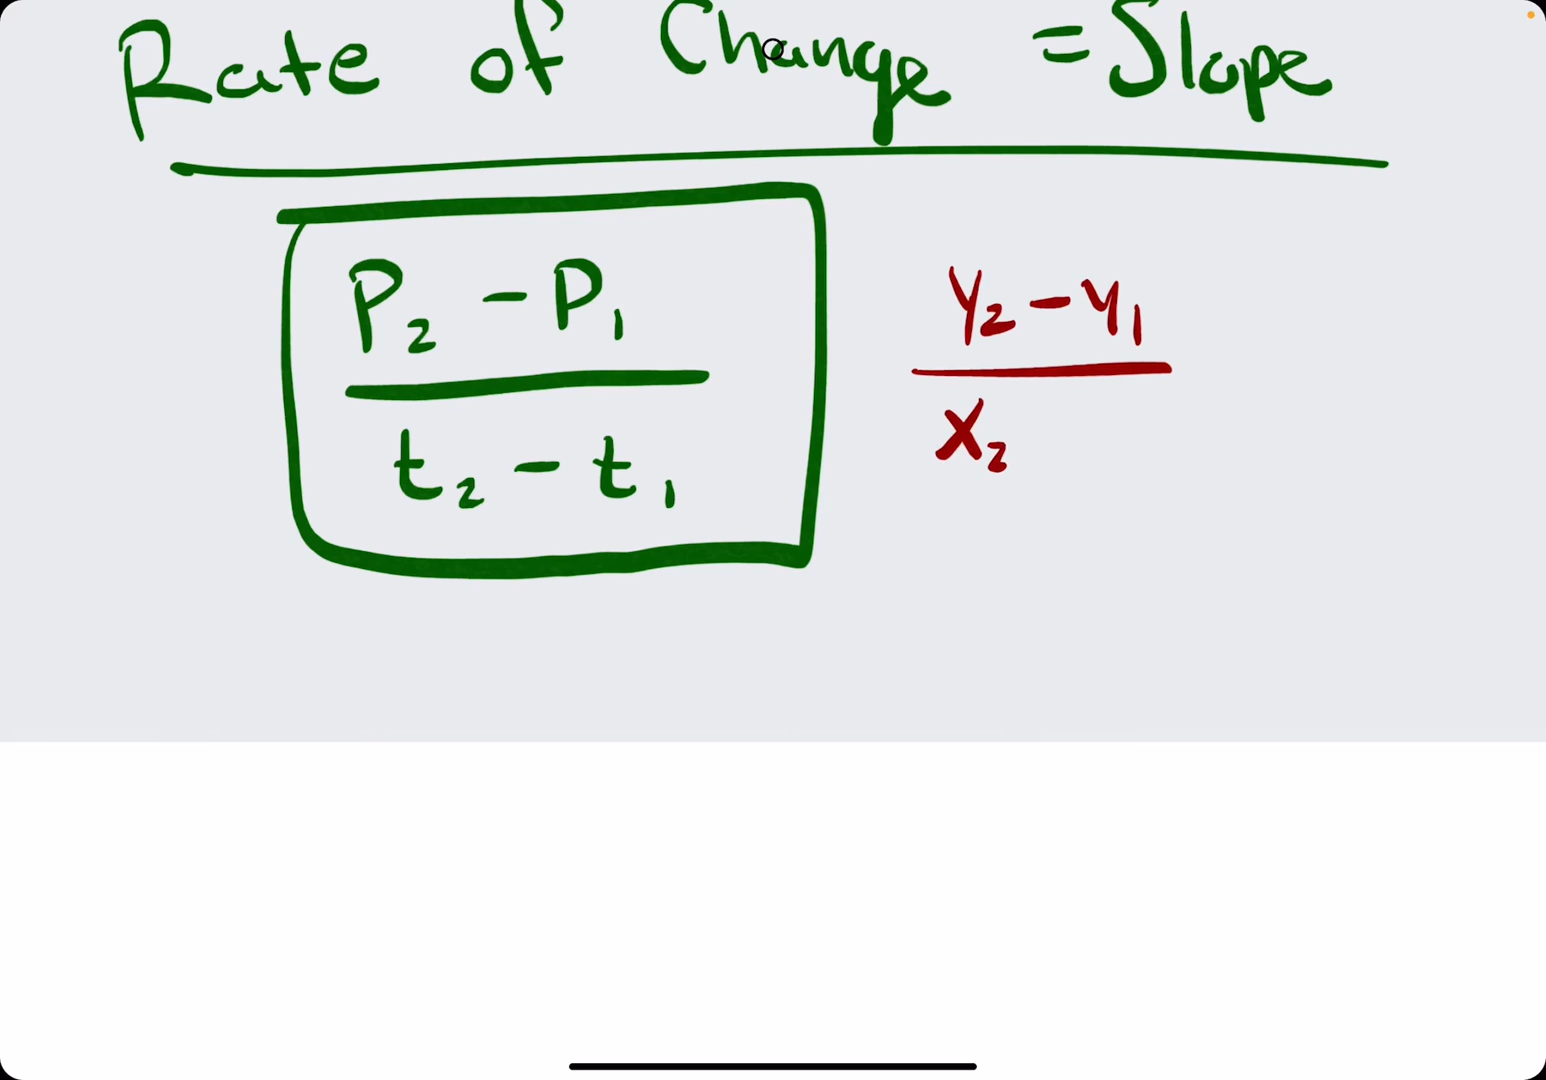 Rate of Change = Slope
P₂ - P₁
t₂ - t₁
y₂ - y₁
x₂